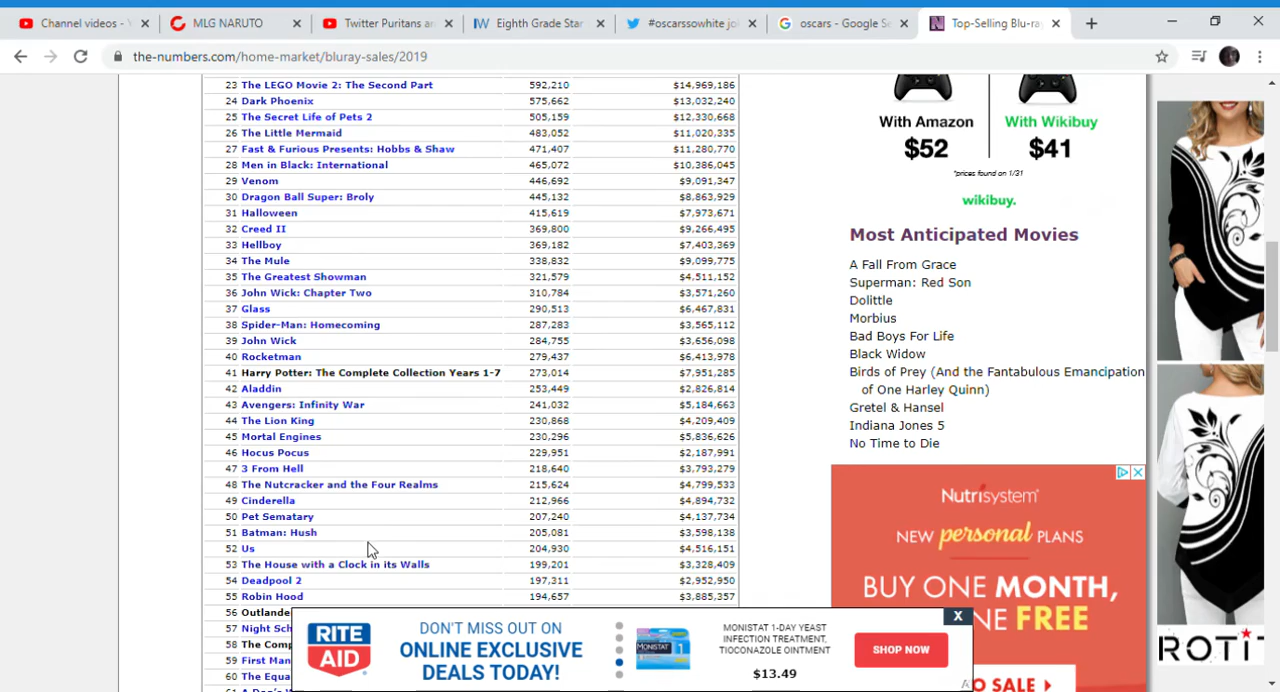 Channel videos - Y
MLG NARUTO
Twitter Puritans an
Eighth Grade Star
#oscarssowhite joi
oscars - Google Se
Top-Selling Blu-ray
the-numbers.com/home-market/bluray-sales/2019
23 The LEGO Movie 2: The Second Part 592,210 $14,969,186
24 Dark Phoenix 575,662 $13,032,240
25 The Secret Life of Pets 2 505,159 $12,330,668
26 The Little Mermaid 483,052 $11,020,335
27 Fast & Furious Presents: Hobbs & Shaw 471,407 $11,280,770
28 Men in Black: International 465,072 $10,386,045
29 Venom 446,692 $9,091,347
30 Dragon Ball Super: Broly 445,132 $8,863,929
31 Halloween 415,619 $7,973,671
32 Creed II 369,800 $9,266,495
33 Hellboy 369,182 $7,403,369
34 The Mule 338,832 $9,099,775
35 The Greatest Showman 321,579 $4,511,152
36 John Wick: Chapter Two 310,784 $3,571,260
37 Glass 290,513 $6,467,831
38 Spider-Man: Homecoming 287,283 $3,565,112
39 John Wick 284,755 $3,656,098
40 Rocketman 279,437 $6,413,978
41 Harry Potter: The Complete Collection Years 1-7 273,014 $7,951,285
42 Aladdin 253,449 $2,826,814
43 Avengers: Infinity War 241,032 $5,184,663
44 The Lion King 230,868 $4,209,409
45 Mortal Engines 230,296 $5,836,626
46 Hocus Pocus 229,951 $2,187,991
47 3 From Hell 218,640 $3,793,279
48 The Nutcracker and the Four Realms 215,624 $4,799,533
49 Cinderella 212,966 $4,894,732
50 Pet Sematary 207,240 $4,137,734
51 Batman: Hush 205,081 $3,598,138
52 Us 204,930 $4,516,151
53 The House with a Clock in its Walls 199,201 $3,328,409
54 Deadpool 2 197,311 $2,952,950
55 Robin Hood 194,657 $3,885,357
56 Outlande
57 Night Sch
58 The Comp
59 First Man
60 The Equa
With Amazon
$52
With Wikibuy
$41
*prices found on 1/31
wikibuy.
Most Anticipated Movies
A Fall From Grace
Superman: Red Son
Dolittle
Morbius
Bad Boys For Life
Black Widow
Birds of Prey (And the Fantabulous Emancipation
of One Harley Quinn)
Gretel & Hansel
Indiana Jones 5
No Time to Die
Nutrisystem
NEW personal PLANS
BUY ONE MONTH,
NE FREE
O SALE
ROTIT
RITE
AID
DON'T MISS OUT ON
ONLINE EXCLUSIVE
DEALS TODAY!
MONISTAT 1
MONISTAT 1-DAY YEAST
INFECTION TREATMENT,
TIOCONAZOLE OINTMENT
$13.49
SHOP NOW
X